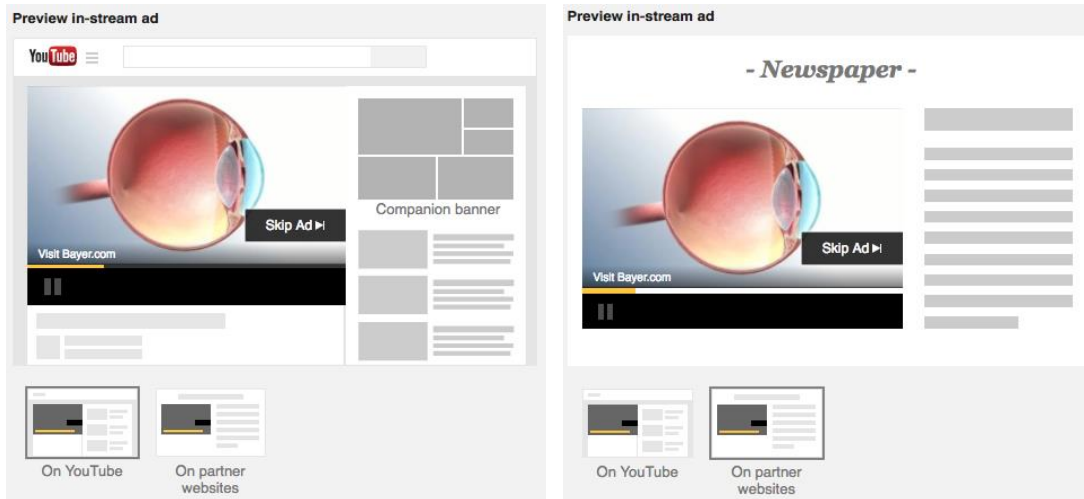 Preview in-stream ad
YouTube
Companion banner
Skip Ad
Visit Bayer.com
On YouTube
On partner
websites
Preview in-stream ad
- Newspaper -
Skip Ad
Visit Bayer.com
On YouTube
On partner
websites